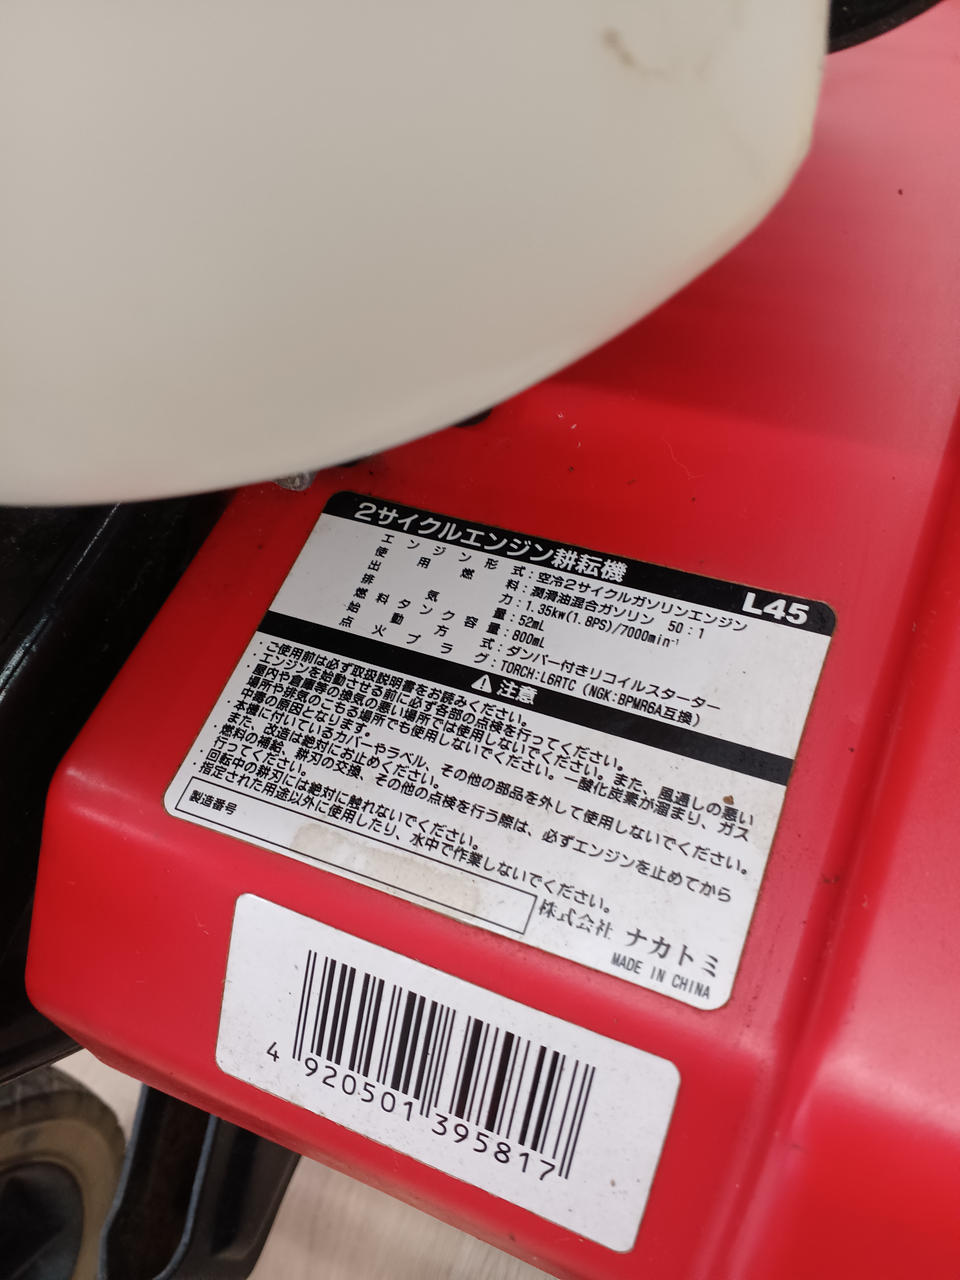 2サイクルエンジン耕耘機 L45
エンジン形式：空冷2サイクルガソリンエンジン
使用燃料：潤滑油混合ガソリン 50：1
出力：1.35kw(1.8PS)/7000min⁻¹
排気量：52mL
燃料タンク容量：800mL
始動方式：ダンパー付きリコイルスターター
点火プラグ：TORCH:L6RTC (NGK:BPMR6A互換)
⚠注意
・ご使用前は必ず取扱説明書をお読みください。
・エンジンを始動させる前に必ず各部の点検を行ってください。
・屋内や倉庫等の換気の悪い場所では使用しないでください。また、風通しの悪い
場所や排気のこもる場所でも使用しないでください。一酸化炭素が溜まり、ガス
中毒の原因になります。
・本機に付いているカバーやラベル、その他の部品を外して使用しないでください。
また、改造は絶対にお止めください。
・燃料の補給、耕刃の交換、その他の点検を行う際は、必ずエンジンを止めてから
行ってください。
・回転中の耕刃には絶対に触れないでください。
・指定された用途以外に使用したり、水中で作業しないでください。
製造番号
株式会社 ナカトミ
MADE IN CHINA
4 920501 395817